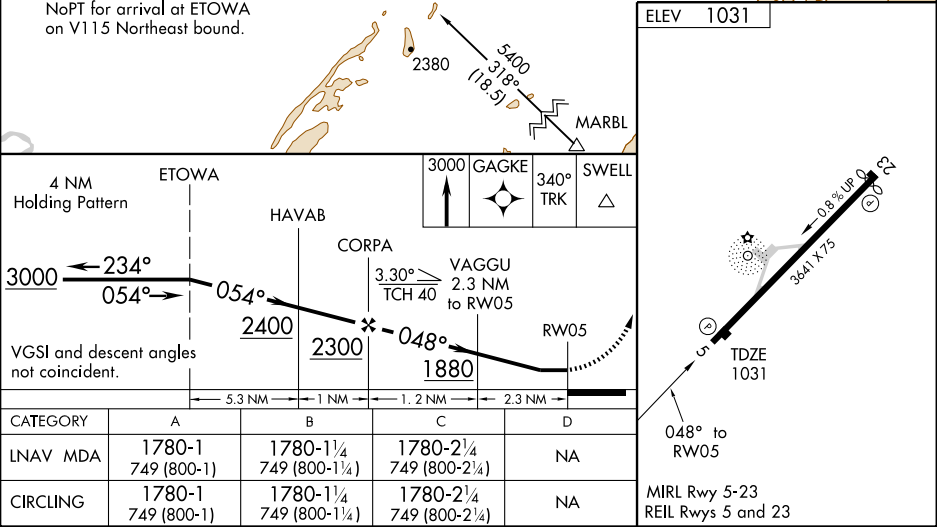 NoPT for arrival at ETOWA
on V115 Northeast bound.
2380
5400
318°
(18.5)
MARBL
4 NM
Holding Pattern
ETOWA
HAVAB
CORPA
3000
GAGKE
340°
TRK
SWELL
3000
234°
054°
054°
2400
2300
3.30°
TCH 40
VAGGU
2.3 NM
to RW05
048°
1880
RW05
VGSI and descent angles
not coincident.
5.3 NM
1 NM
1.2 NM
2.3 NM
CATEGORY A B C D
LNAV MDA 1780-1 1780-1¼ 1780-2¼ NA
749 (800-1) 749 (800-1¼) 749 (800-2¼)
CIRCLING 1780-1 1780-1¼ 1780-2¼ NA
749 (800-1) 749 (800-1¼) 749 (800-2¼)
ELEV 1031
23
0.8% UP
P
3641 X 75
P
5
TDZE
1031
048° to
RW05
MIRL Rwy 5-23
REIL Rwys 5 and 23